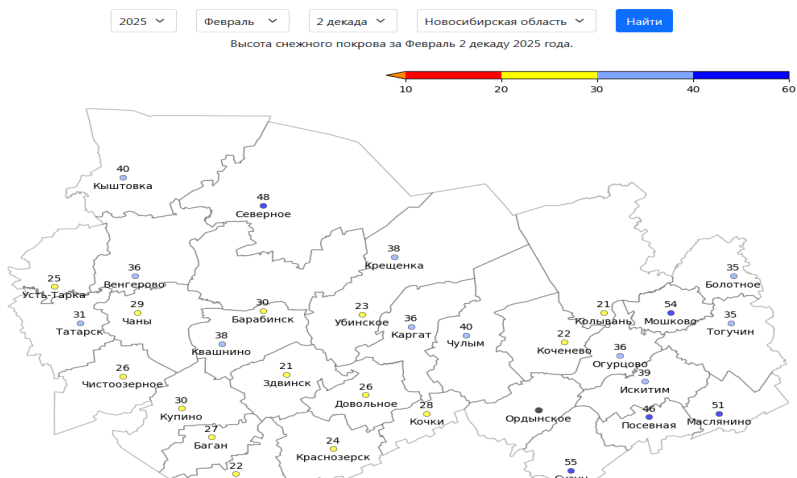 2025 Февраль 2 декада Новосибирская область Найти
Высота снежного покрова за Февраль 2 декаду 2025 года.
10 20 30 40 60
40
Кыштовка
48
Северное
38
Крещенка
36
Венгерово
35
Болотное
25
Усть-Тарка
31
Татарск
29
Чаны
30
Барабинск
23
Убинское
36
Каргат
40
Чулым
21
Колывань
54
Мошково
35
Тогучин
38
Квашнино
22
Коченево
36
Огурцово
26
Чистоозерное
21
Здвинск
39
Искитим
26
Довольное
30
Купино
28
Кочки
Ордынское
46
Посевная
51
Маслянино
27
Баган
24
Краснозерск
22
55